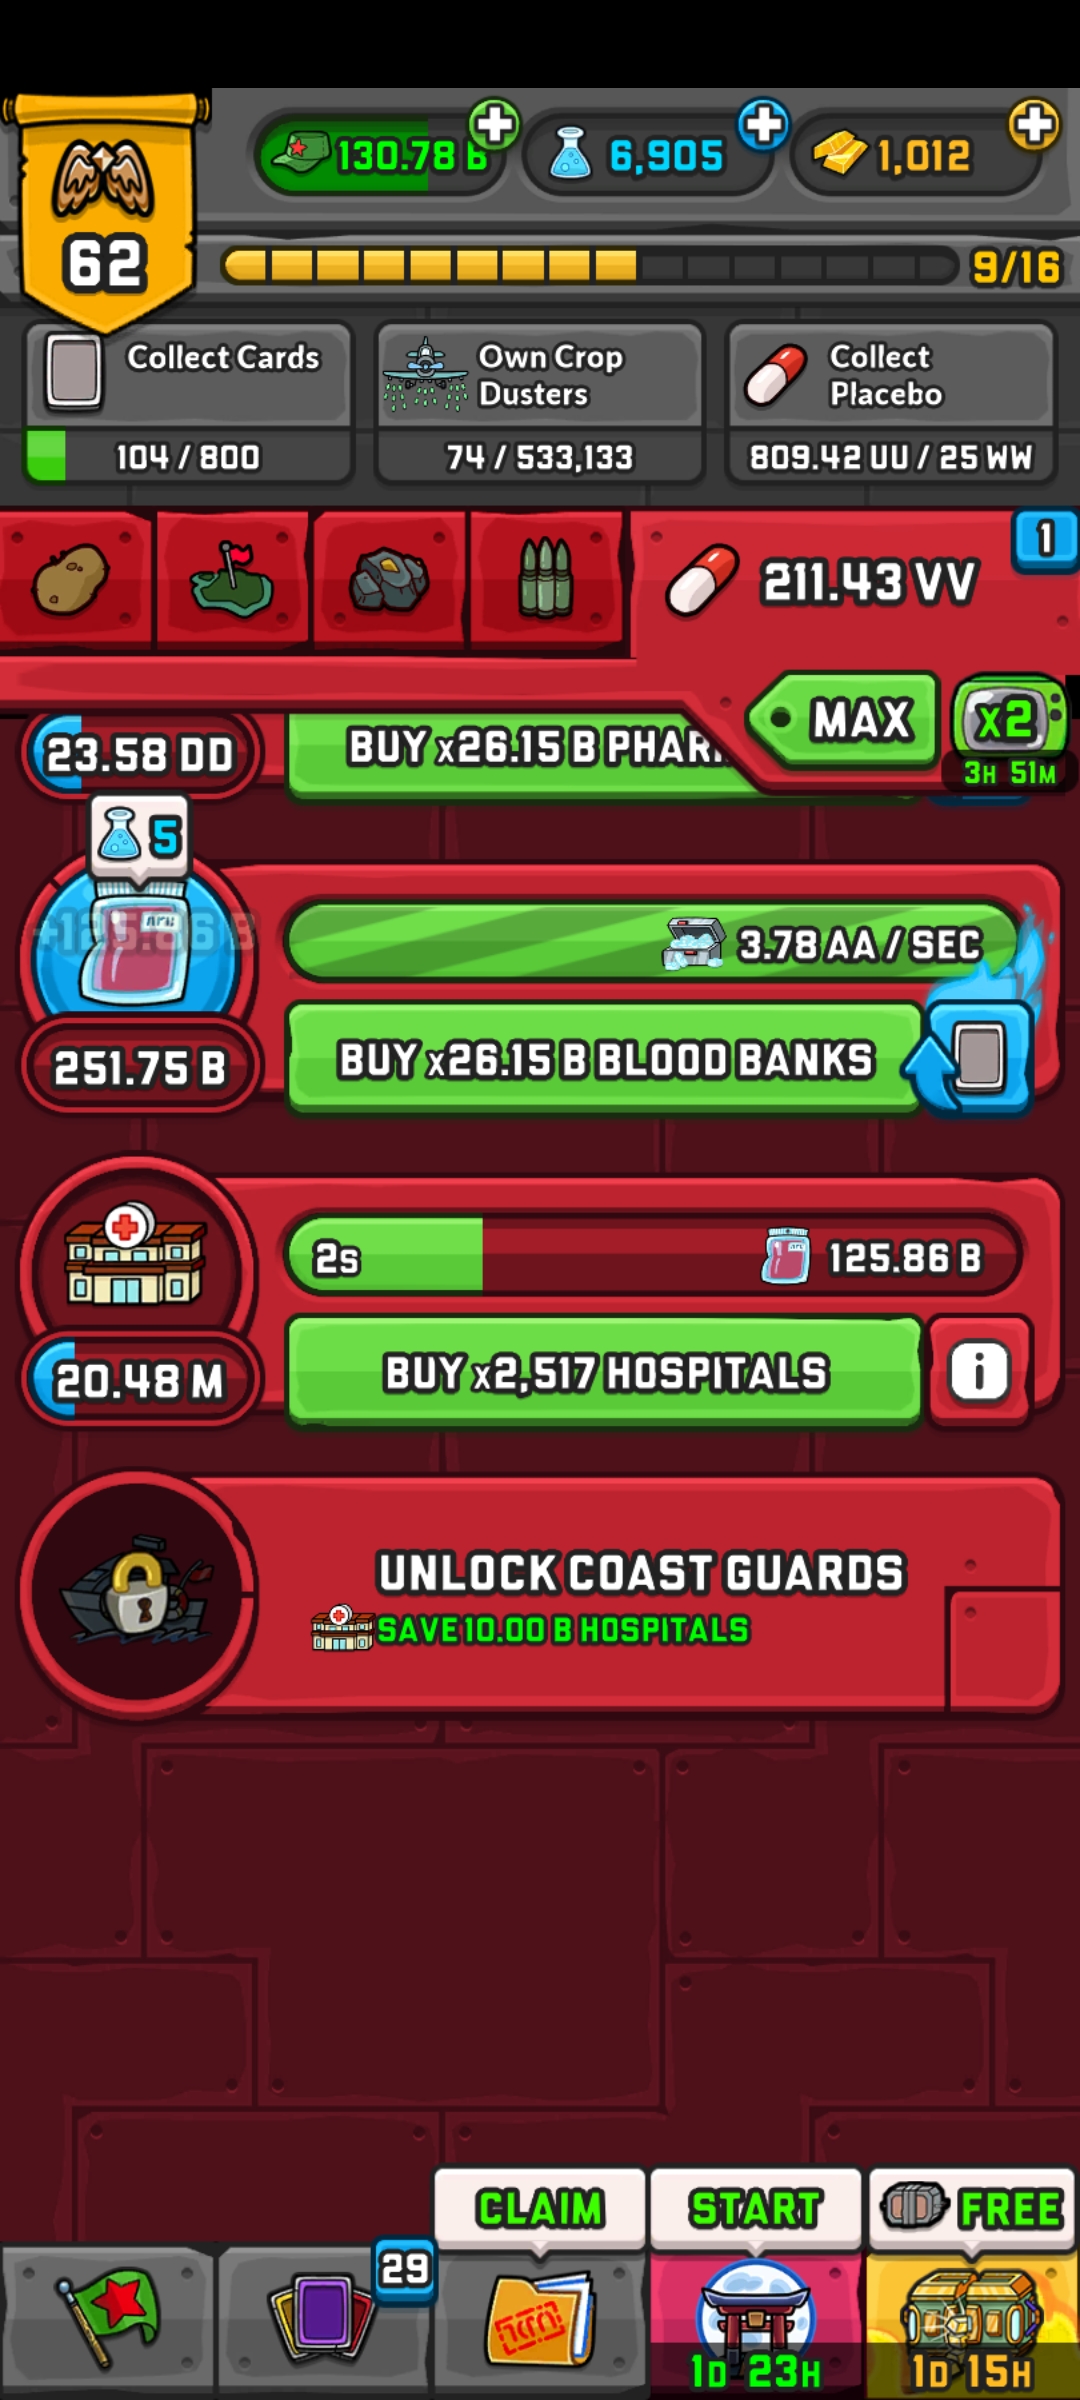 130.78 B
6,905
1,012
62
9/16
Collect Cards
104 / 800
Own Crop
Dusters
74 / 533,133
Collect
Placebo
809.42 UU / 25 WW
211.43 VV
1
MAX
x2
3H 51M
23.58 DD
BUY x26.15 B PHAR
5
+125.86 B
3.78 AA / SEC
251.75 B
BUY x26.15 B BLOOD BANKS
2s
125.86 B
20.48 M
BUY x2,517 HOSPITALS
i
UNLOCK COAST GUARDS
SAVE 10.00 B HOSPITALS
CLAIM
START
FREE
29
1D 23H
1D 15H